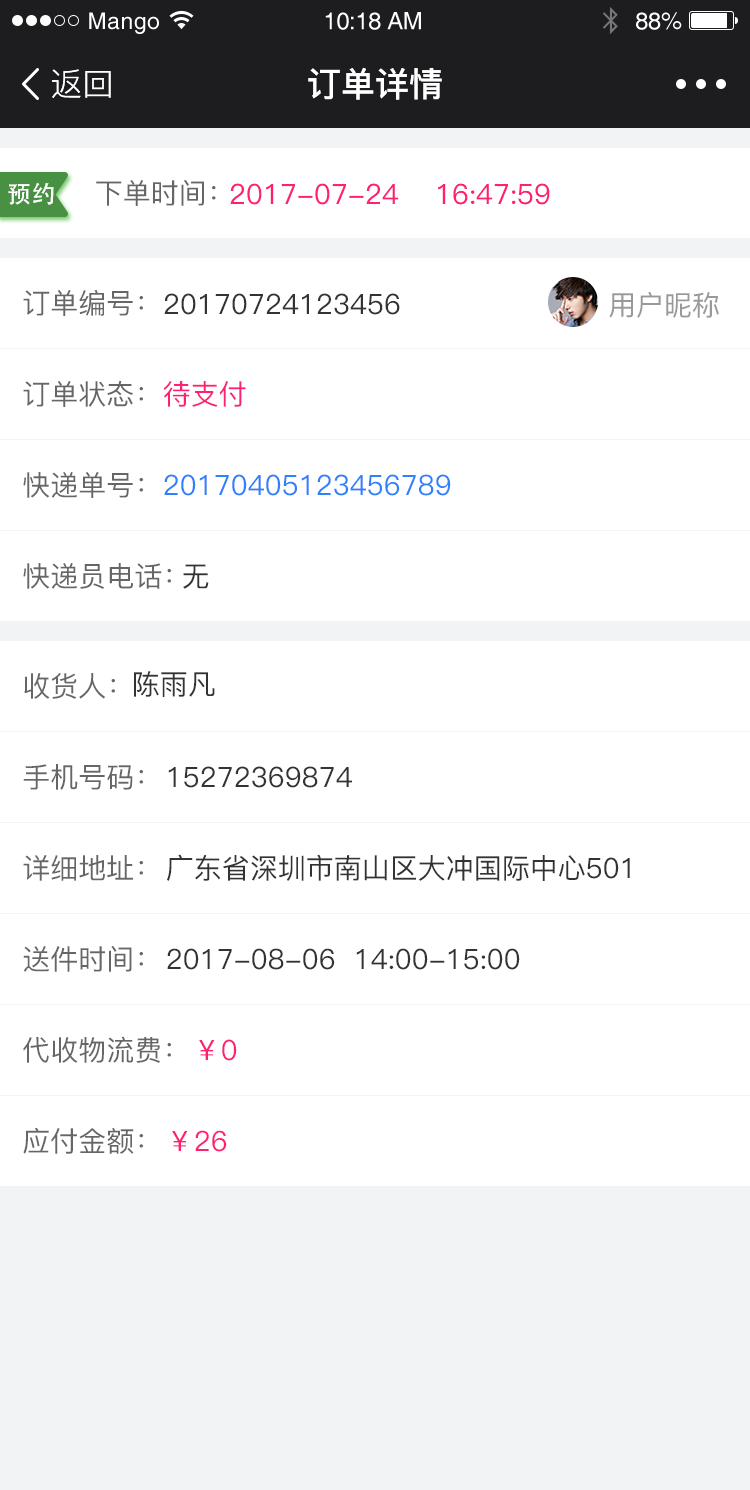 Mango 10:18 AM 88%
返回 订单详情
预约 下单时间：2017-07-24 16:47:59
订单编号：20170724123456 用户昵称
订单状态：待支付
快递单号：20170405123456789
快递员电话：无
收货人：陈雨凡
手机号码：15272369874
详细地址：广东省深圳市南山区大冲国际中心501
送件时间：2017-08-06 14:00-15:00
代收物流费：￥0
应付金额：￥26